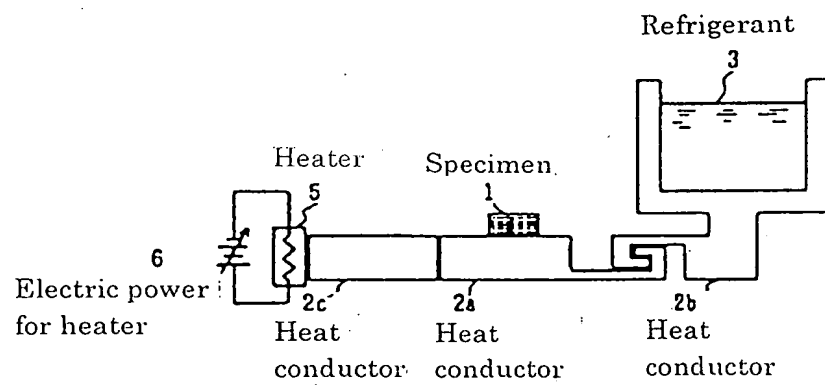 Refrigerant
3
Heater
5
Specimen
1
6
Electric power
for heater
2c
Heat
conductor
2a
Heat
conductor
2b
Heat
conductor